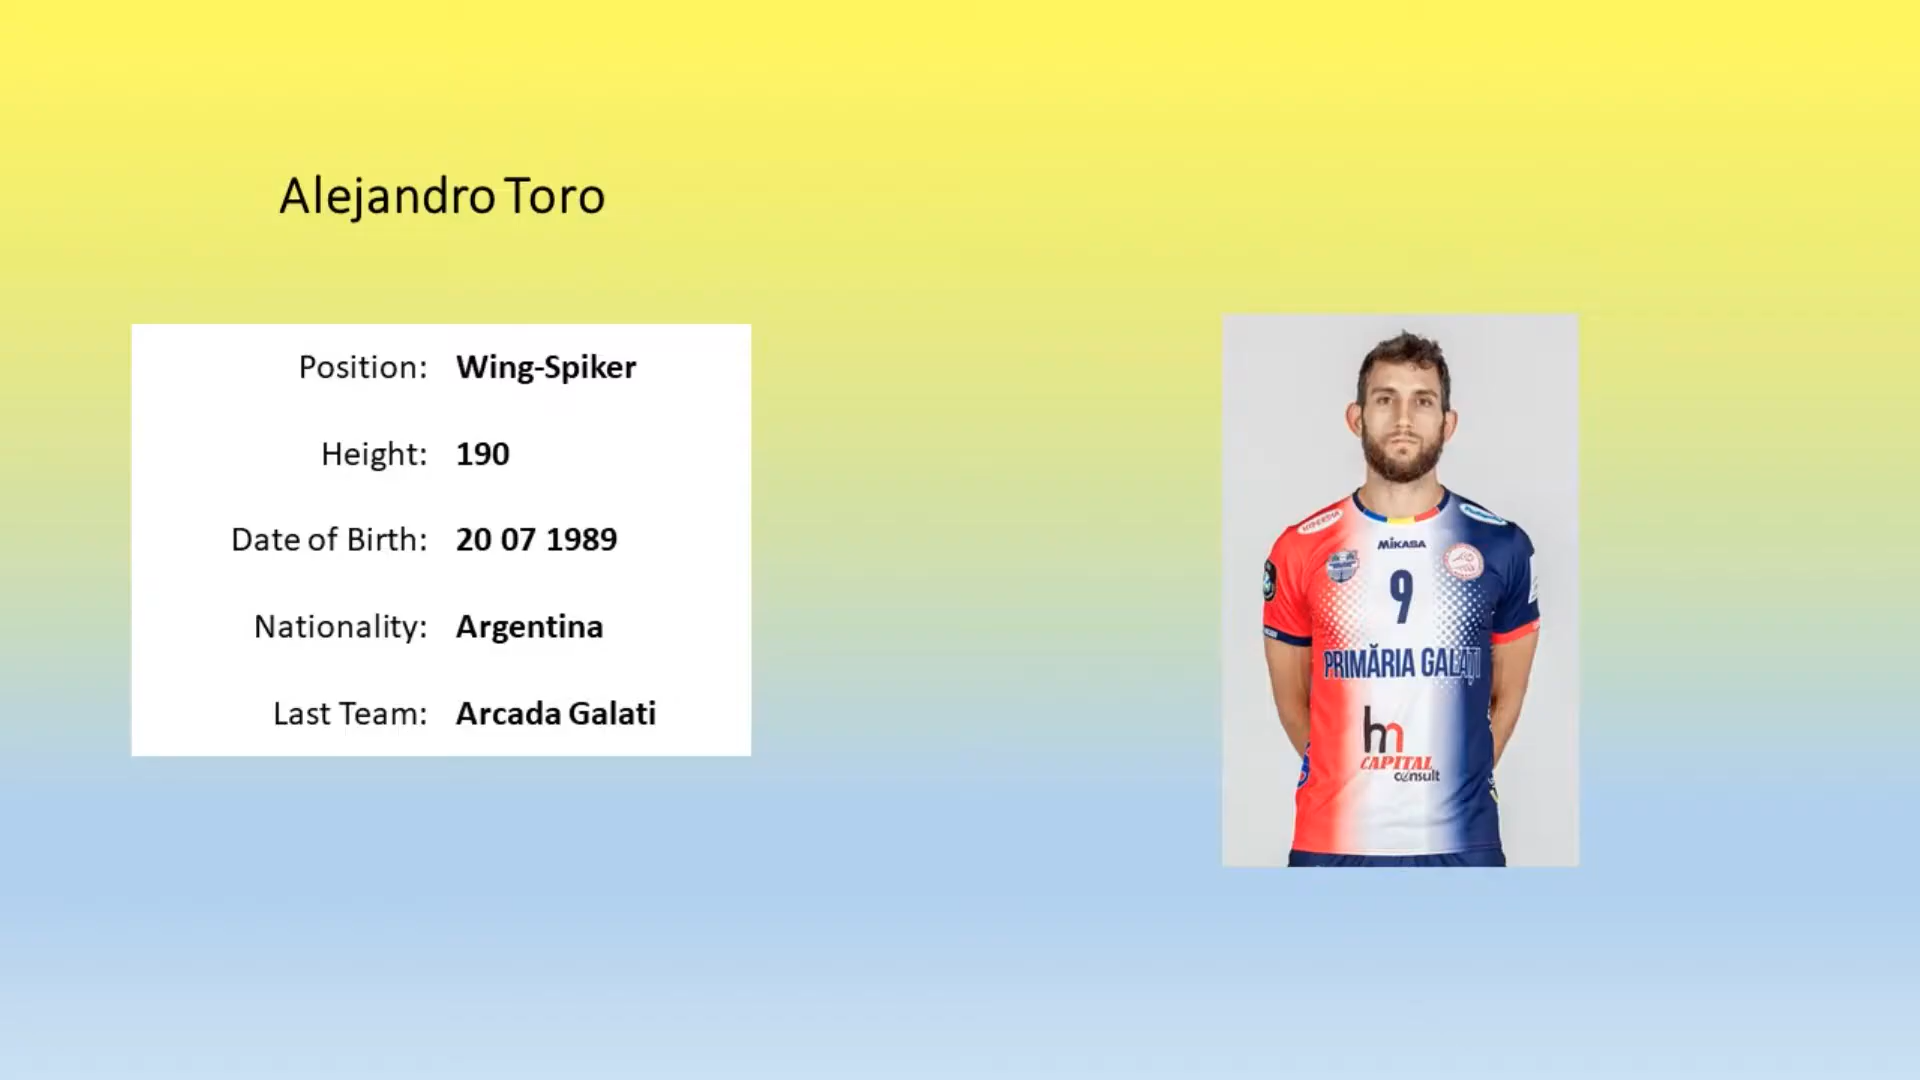 Alejandro Toro
Position: Wing-Spiker
Height: 190
Date of Birth: 20 07 1989
Nationality: Argentina
Last Team: Arcada Galati
MIKASA
9
PRIMĂRIA GALAȚI
hm
CAPITAL
consult